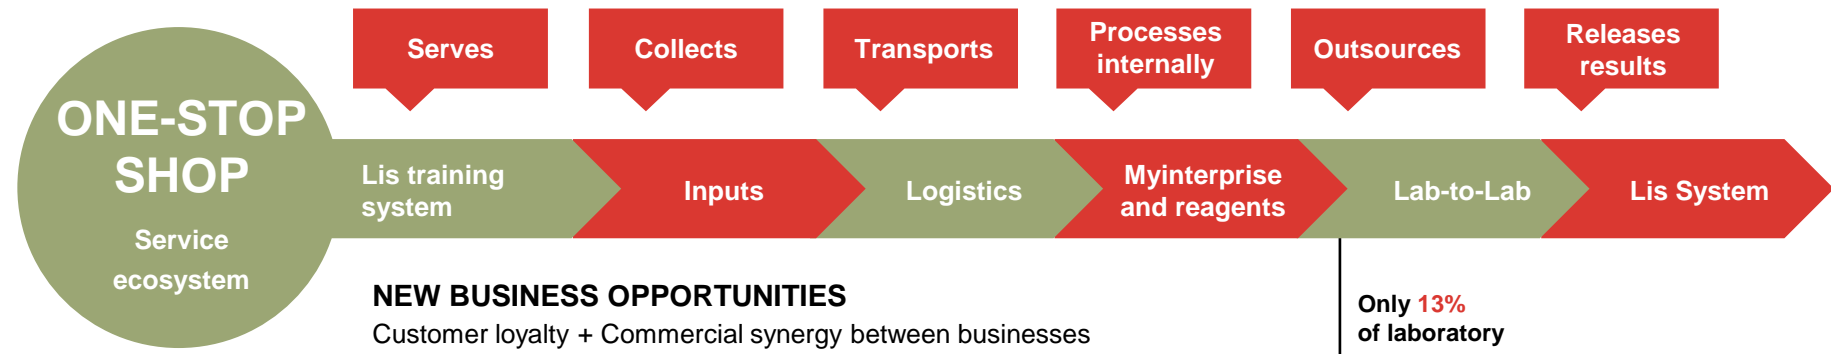 Serves
Collects
Transports
Processes
internally
Outsources
Releases
results
ONE-STOP
SHOP
Service
ecosystem
Lis training
system
Inputs
Logistics
Myinterprise
and reagents
Lab-to-Lab
Lis System
NEW BUSINESS OPPORTUNITIES
Customer loyalty + Commercial synergy between businesses
Only 13%
of laboratory